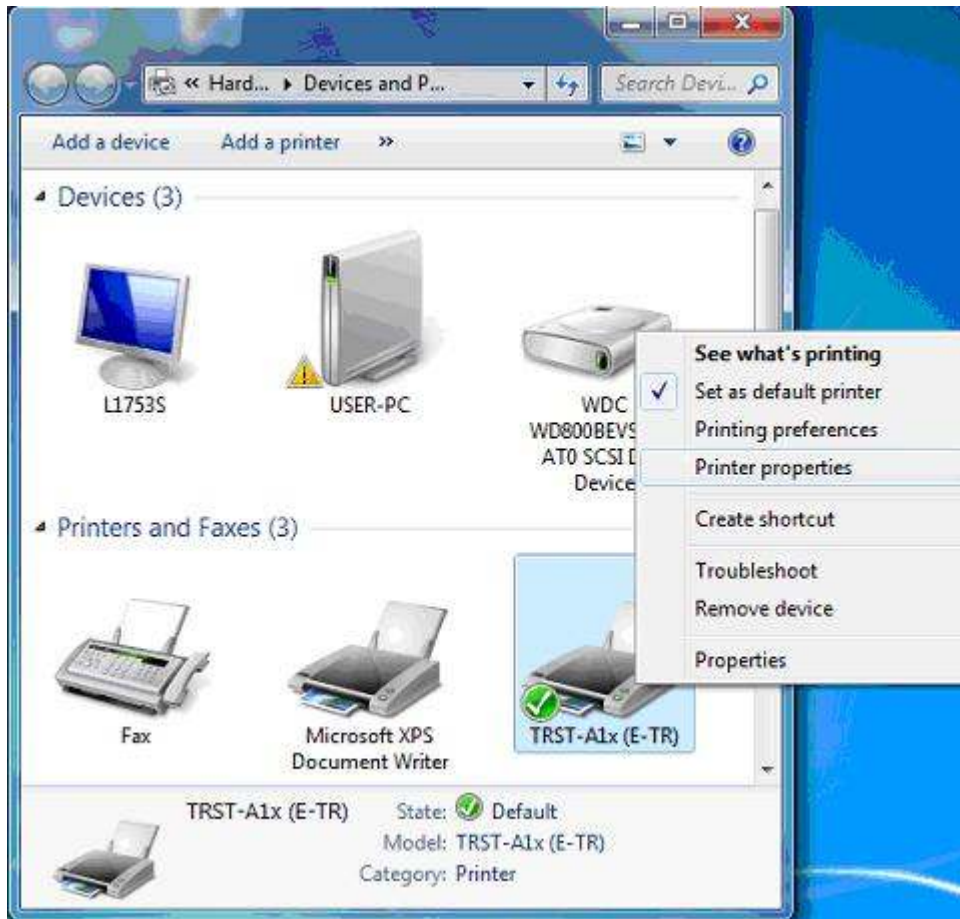 « Hard... ▸ Devices and P...
Search Devi...
Add a device Add a printer »
Devices (3)
L1753S
USER-PC
WDC
WD800BEVS
AT0 SCSI D
Device
See what's printing
Set as default printer
Printing preferences
Printer properties
Create shortcut
Troubleshoot
Remove device
Properties
Printers and Faxes (3)
Fax
Microsoft XPS
Document Writer
TRST-A1x (E-TR)
TRST-A1x (E-TR) State: Default
Model: TRST-A1x (E-TR)
Category: Printer